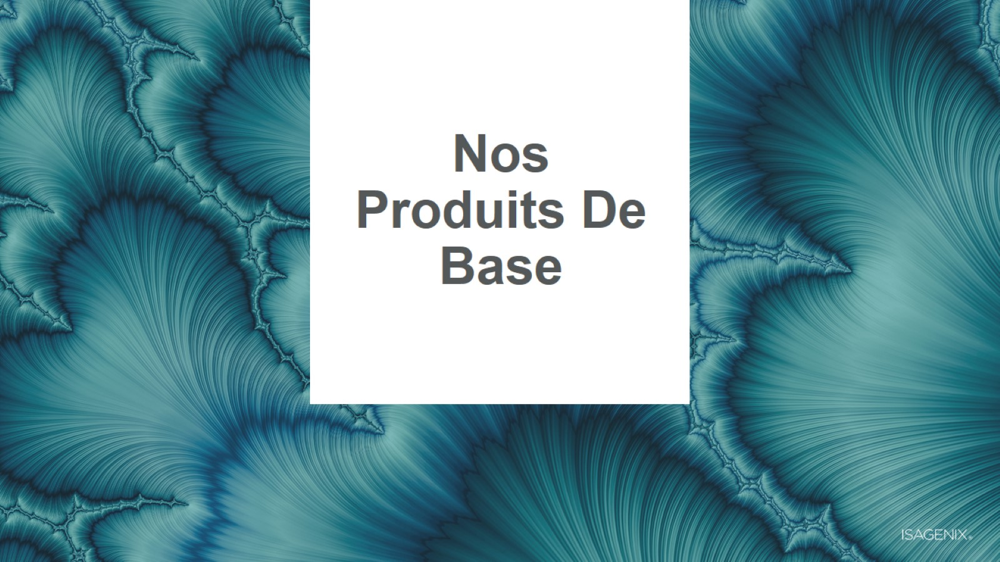 Nos
Produits De
Base
ISAGENIX®